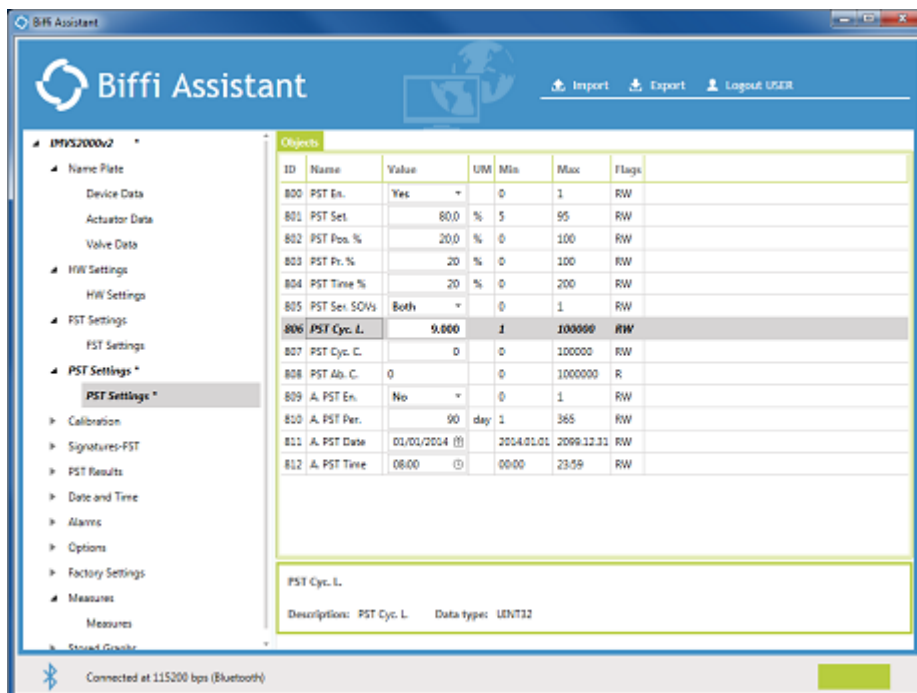 Biffi Assistant
Biffi Assistant
Import Export Logout USER
IMVS2000v2 *
Name Plate
Device Data
Actuator Data
Valve Data
HW Settings
HW Settings
FST Settings
FST Settings
PST Settings *
PST Settings *
Calibration
Signatures-FST
PST Results
Date and Time
Alarms
Options
Factory Settings
Measures
Measures
Stored Graphs
Objects
ID Name Value UM Min Max Flags
800 PST En. Yes 0 1 RW
801 PST Set. 80,0 % 5 95 RW
802 PST Pos. % 20,0 % 0 100 RW
803 PST Pr. % 20 % 0 100 RW
804 PST Time % 20 % 0 200 RW
805 PST Ser. SOVs Both 0 1 RW
806 PST Cyc. L. 9.000 1 100000 RW
807 PST Cyc. C. 0 0 100000 RW
808 PST Ab. C. 0 0 1000000 R
809 A. PST En. No 0 1 RW
810 A. PST Per. 90 day 1 365 RW
811 A. PST Date 01/01/2014 2014.01.01 2099.12.31 RW
812 A. PST Time 08:00 00:00 23:59 RW
PST Cyc. L.
Description: PST Cyc. L. Data type: UINT32
Connected at 115200 bps (Bluetooth)